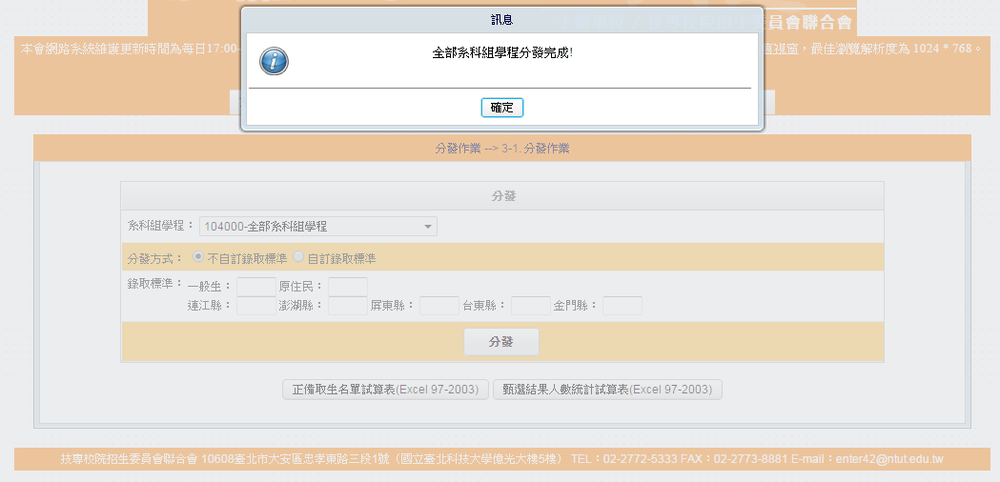 訊息
員會聯合會
全部系科組學程分發完成!
確定
本會網路系統維護更新時間為每日17:00-
直視窗，最佳瀏覽解析度為 1024 * 768。
分發作業 --> 3-1. 分發作業
分發
系科組學程： 104000-全部系科組學程
分發方式： 不自訂錄取標準 自訂錄取標準
錄取標準： 一般生： 原住民：
連江縣： 澎湖縣： 屏東縣： 台東縣： 金門縣：
分發
正備取生名單試算表(Excel 97-2003) 甄選結果人數統計試算表(Excel 97-2003)
技專校院招生委員會聯合會 10608臺北市大安區忠孝東路三段1號（國立臺北科技大學億光大樓5樓） TEL：02-2772-5333 FAX：02-2773-8881 E-mail：enter42@ntut.edu.tw